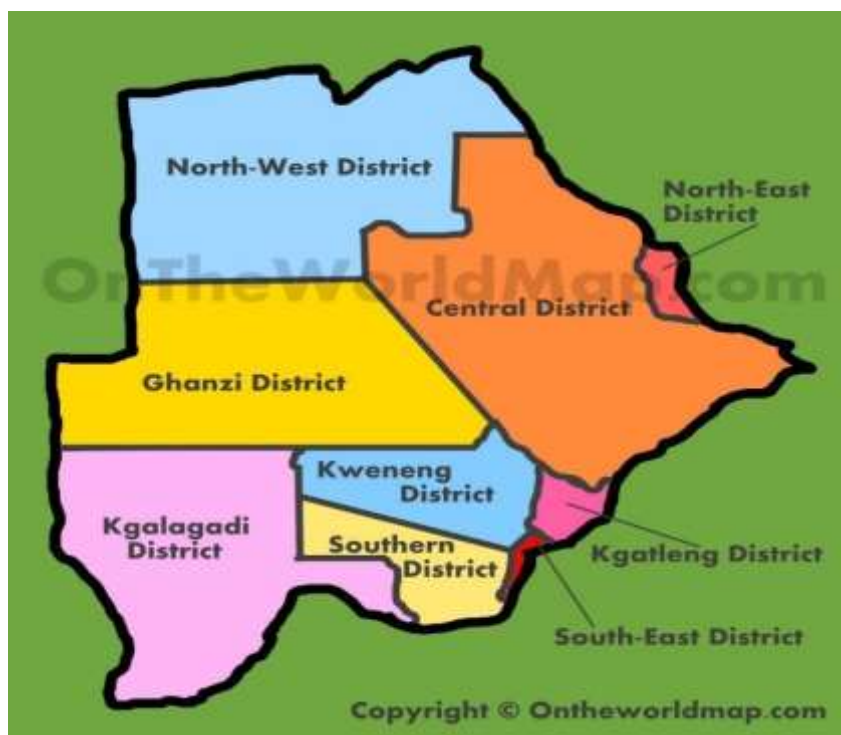 North-West District
North-East
District
OnTheWorldMap.com
Central District
Ghanzi District
Kweneng
District
Kgalagadi
District
Southern
District
Kgatleng District
South-East District
Copyright © Ontheworldmap.com